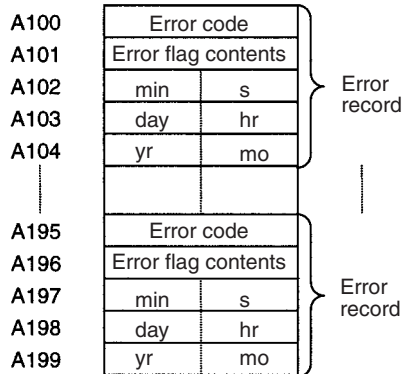 A100 Error code
A101 Error flag contents
A102 min s
A103 day hr
A104 yr mo
Error
record
A195 Error code
A196 Error flag contents
A197 min s
A198 day hr
A199 yr mo
Error
record